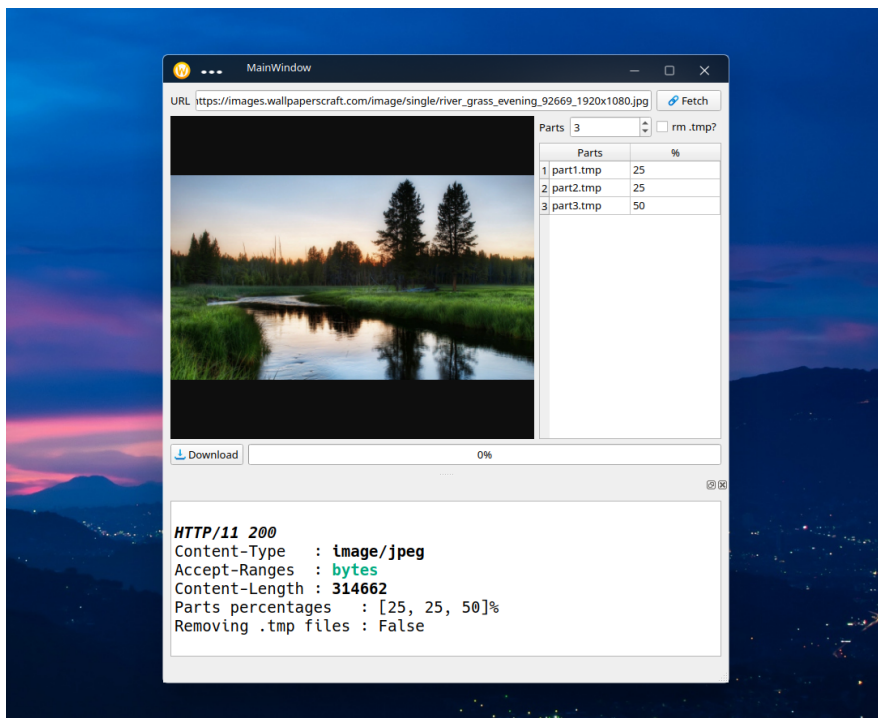 MainWindow
URL ttps://images.wallpaperscraft.com/image/single/river_grass_evening_92669_1920x1080.jpg Fetch
Parts 3 rm .tmp?
Parts %
1 part1.tmp 25
2 part2.tmp 25
3 part3.tmp 50
Download 0%
HTTP/11 200
Content-Type : image/jpeg
Accept-Ranges : bytes
Content-Length : 314662
Parts percentages : [25, 25, 50]%
Removing .tmp files : False